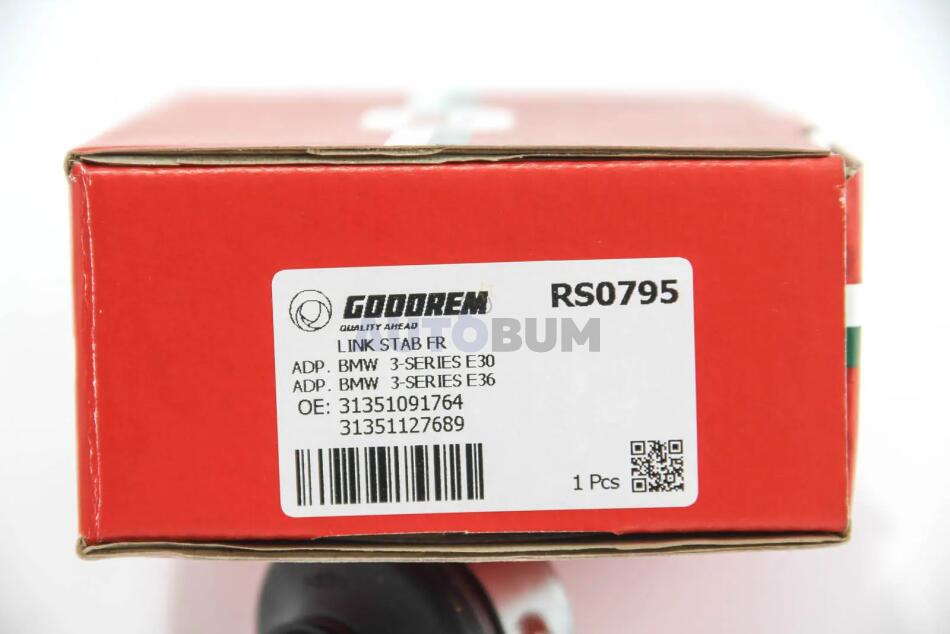 GOODREM
RS0795
QUALITY AHEAD
AUTOBUM
LINK STAB FR
ADP. BMW 3-SERIES E30
ADP. BMW 3-SERIES E36
OE: 31351091764
31351127689
1 Pcs